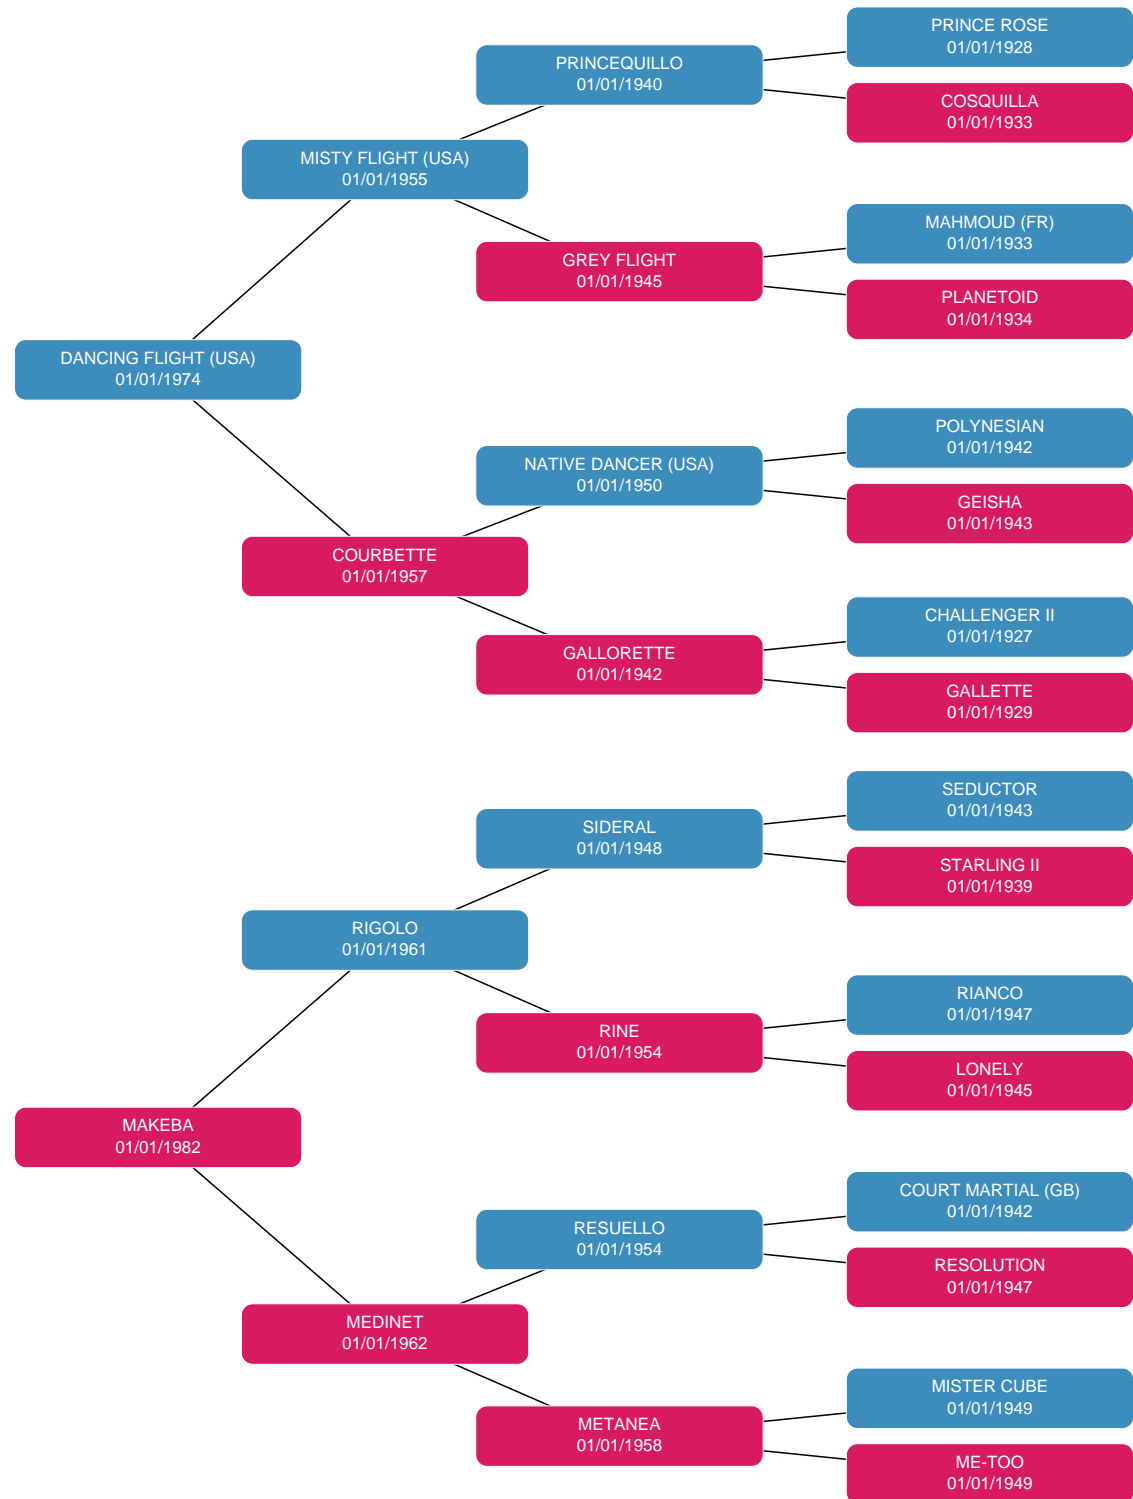 PRINCE ROSE
01/01/1928
PRINCEQUILLO
01/01/1940
COSQUILLA
01/01/1933
MISTY FLIGHT (USA)
01/01/1955
MAHMOUD (FR)
01/01/1933
GREY FLIGHT
01/01/1945
PLANETOID
01/01/1934
DANCING FLIGHT (USA)
01/01/1974
POLYNESIAN
01/01/1942
NATIVE DANCER (USA)
01/01/1950
GEISHA
01/01/1943
COURBETTE
01/01/1957
CHALLENGER II
01/01/1927
GALLORETTE
01/01/1942
GALLETTE
01/01/1929
SEDUCTOR
01/01/1943
SIDERAL
01/01/1948
STARLING II
01/01/1939
RIGOLO
01/01/1961
RIANCO
01/01/1947
RINE
01/01/1954
LONELY
01/01/1945
MAKEBA
01/01/1982
COURT MARTIAL (GB)
01/01/1942
RESUELLO
01/01/1954
RESOLUTION
01/01/1947
MEDINET
01/01/1962
MISTER CUBE
01/01/1949
METANEA
01/01/1958
ME-TOO
01/01/1949